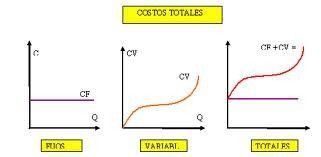 COSTOS TOTALES
C
CV
CF +CV =
CV
CF
Q
Q
FIJOS
VARIABL
TOTALES